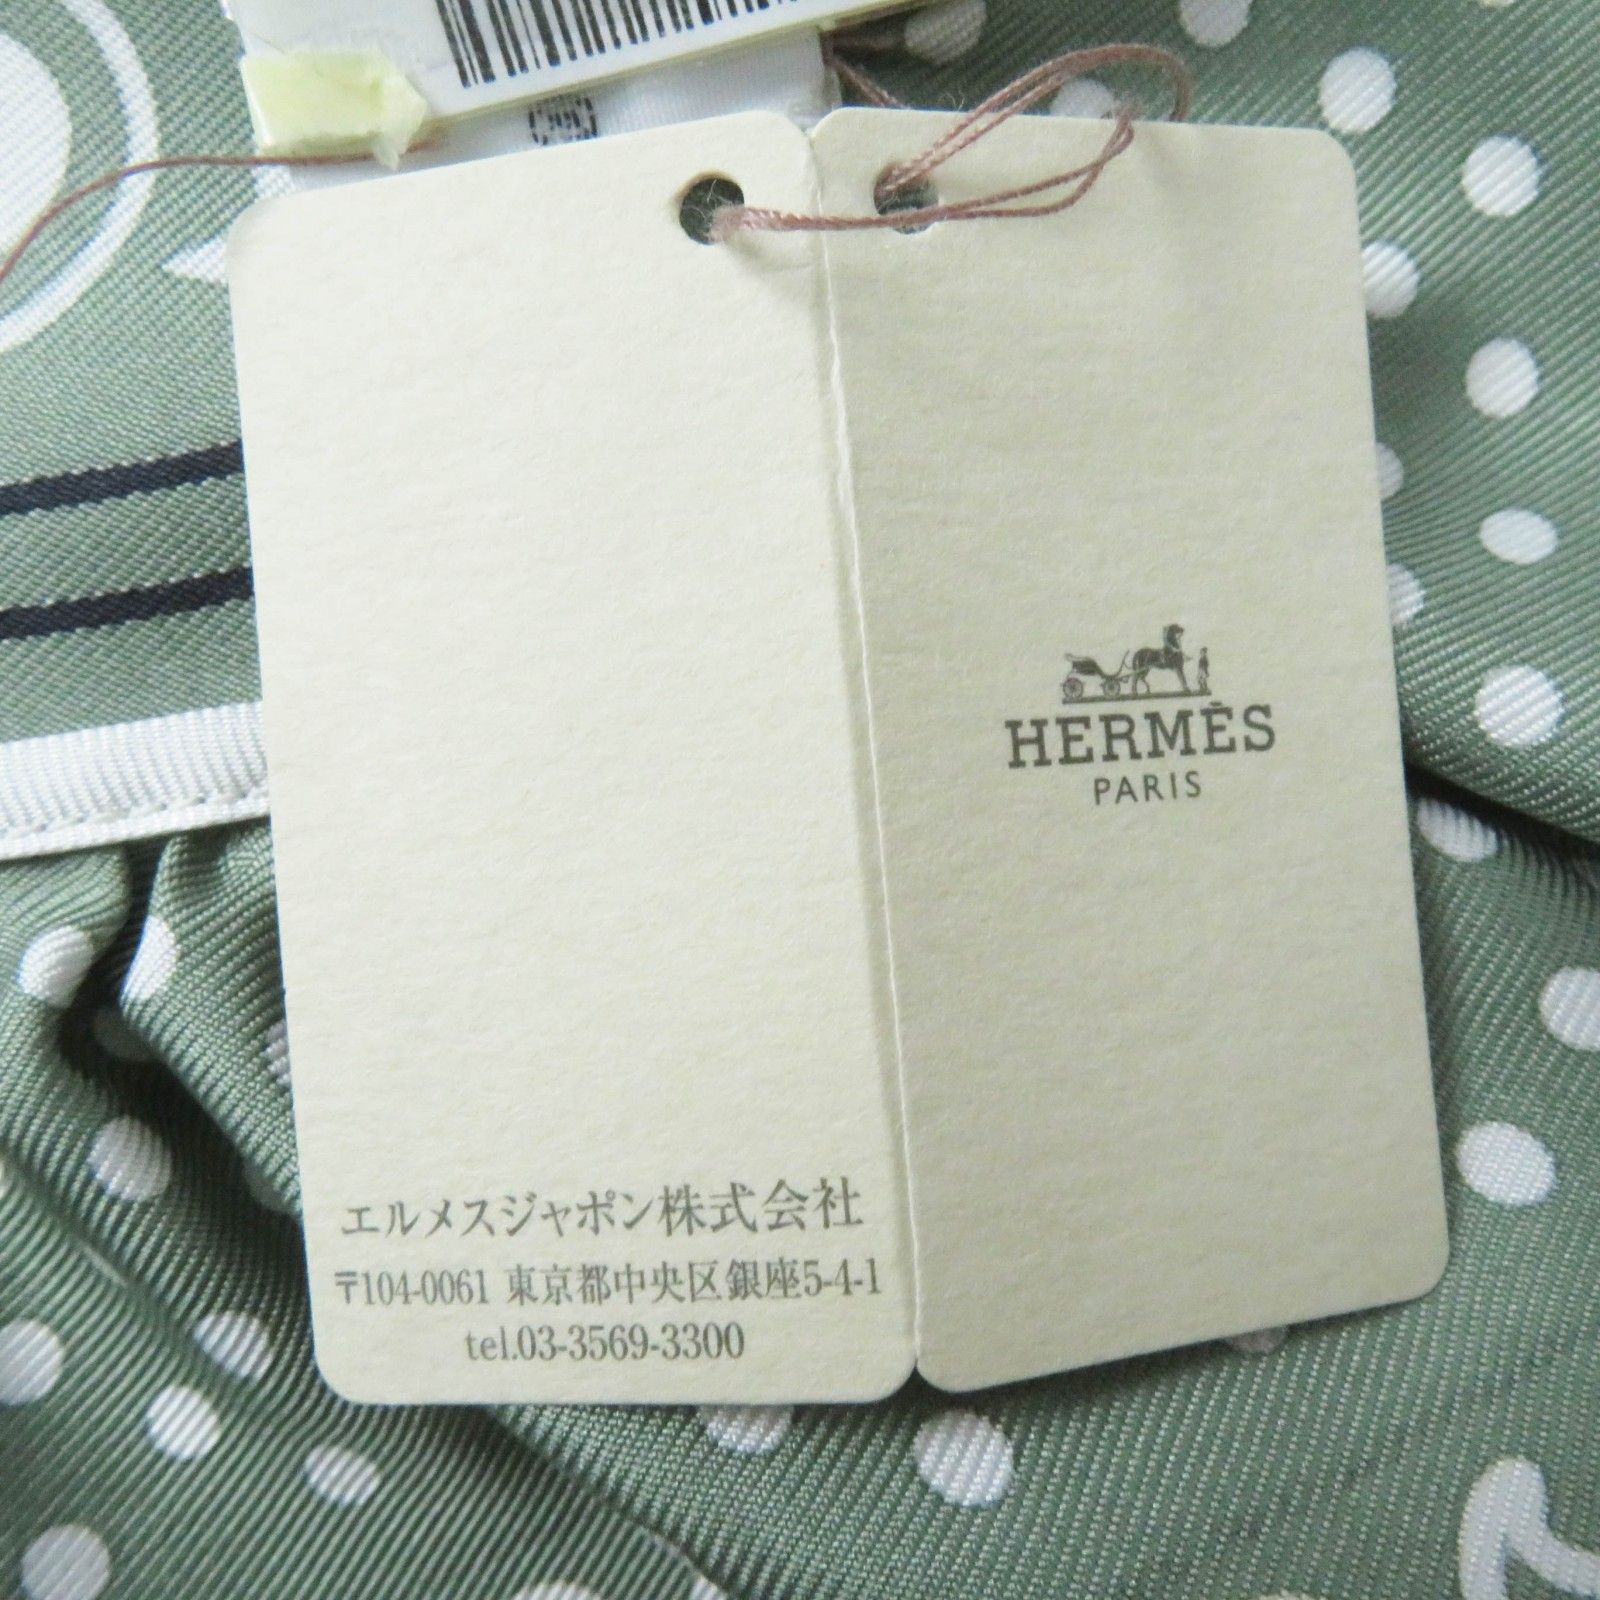 エルメスジャポン株式会社
〒104-0061 東京都中央区銀座5-4-1
tel.03-3569-3300
HERMÈS
PARIS